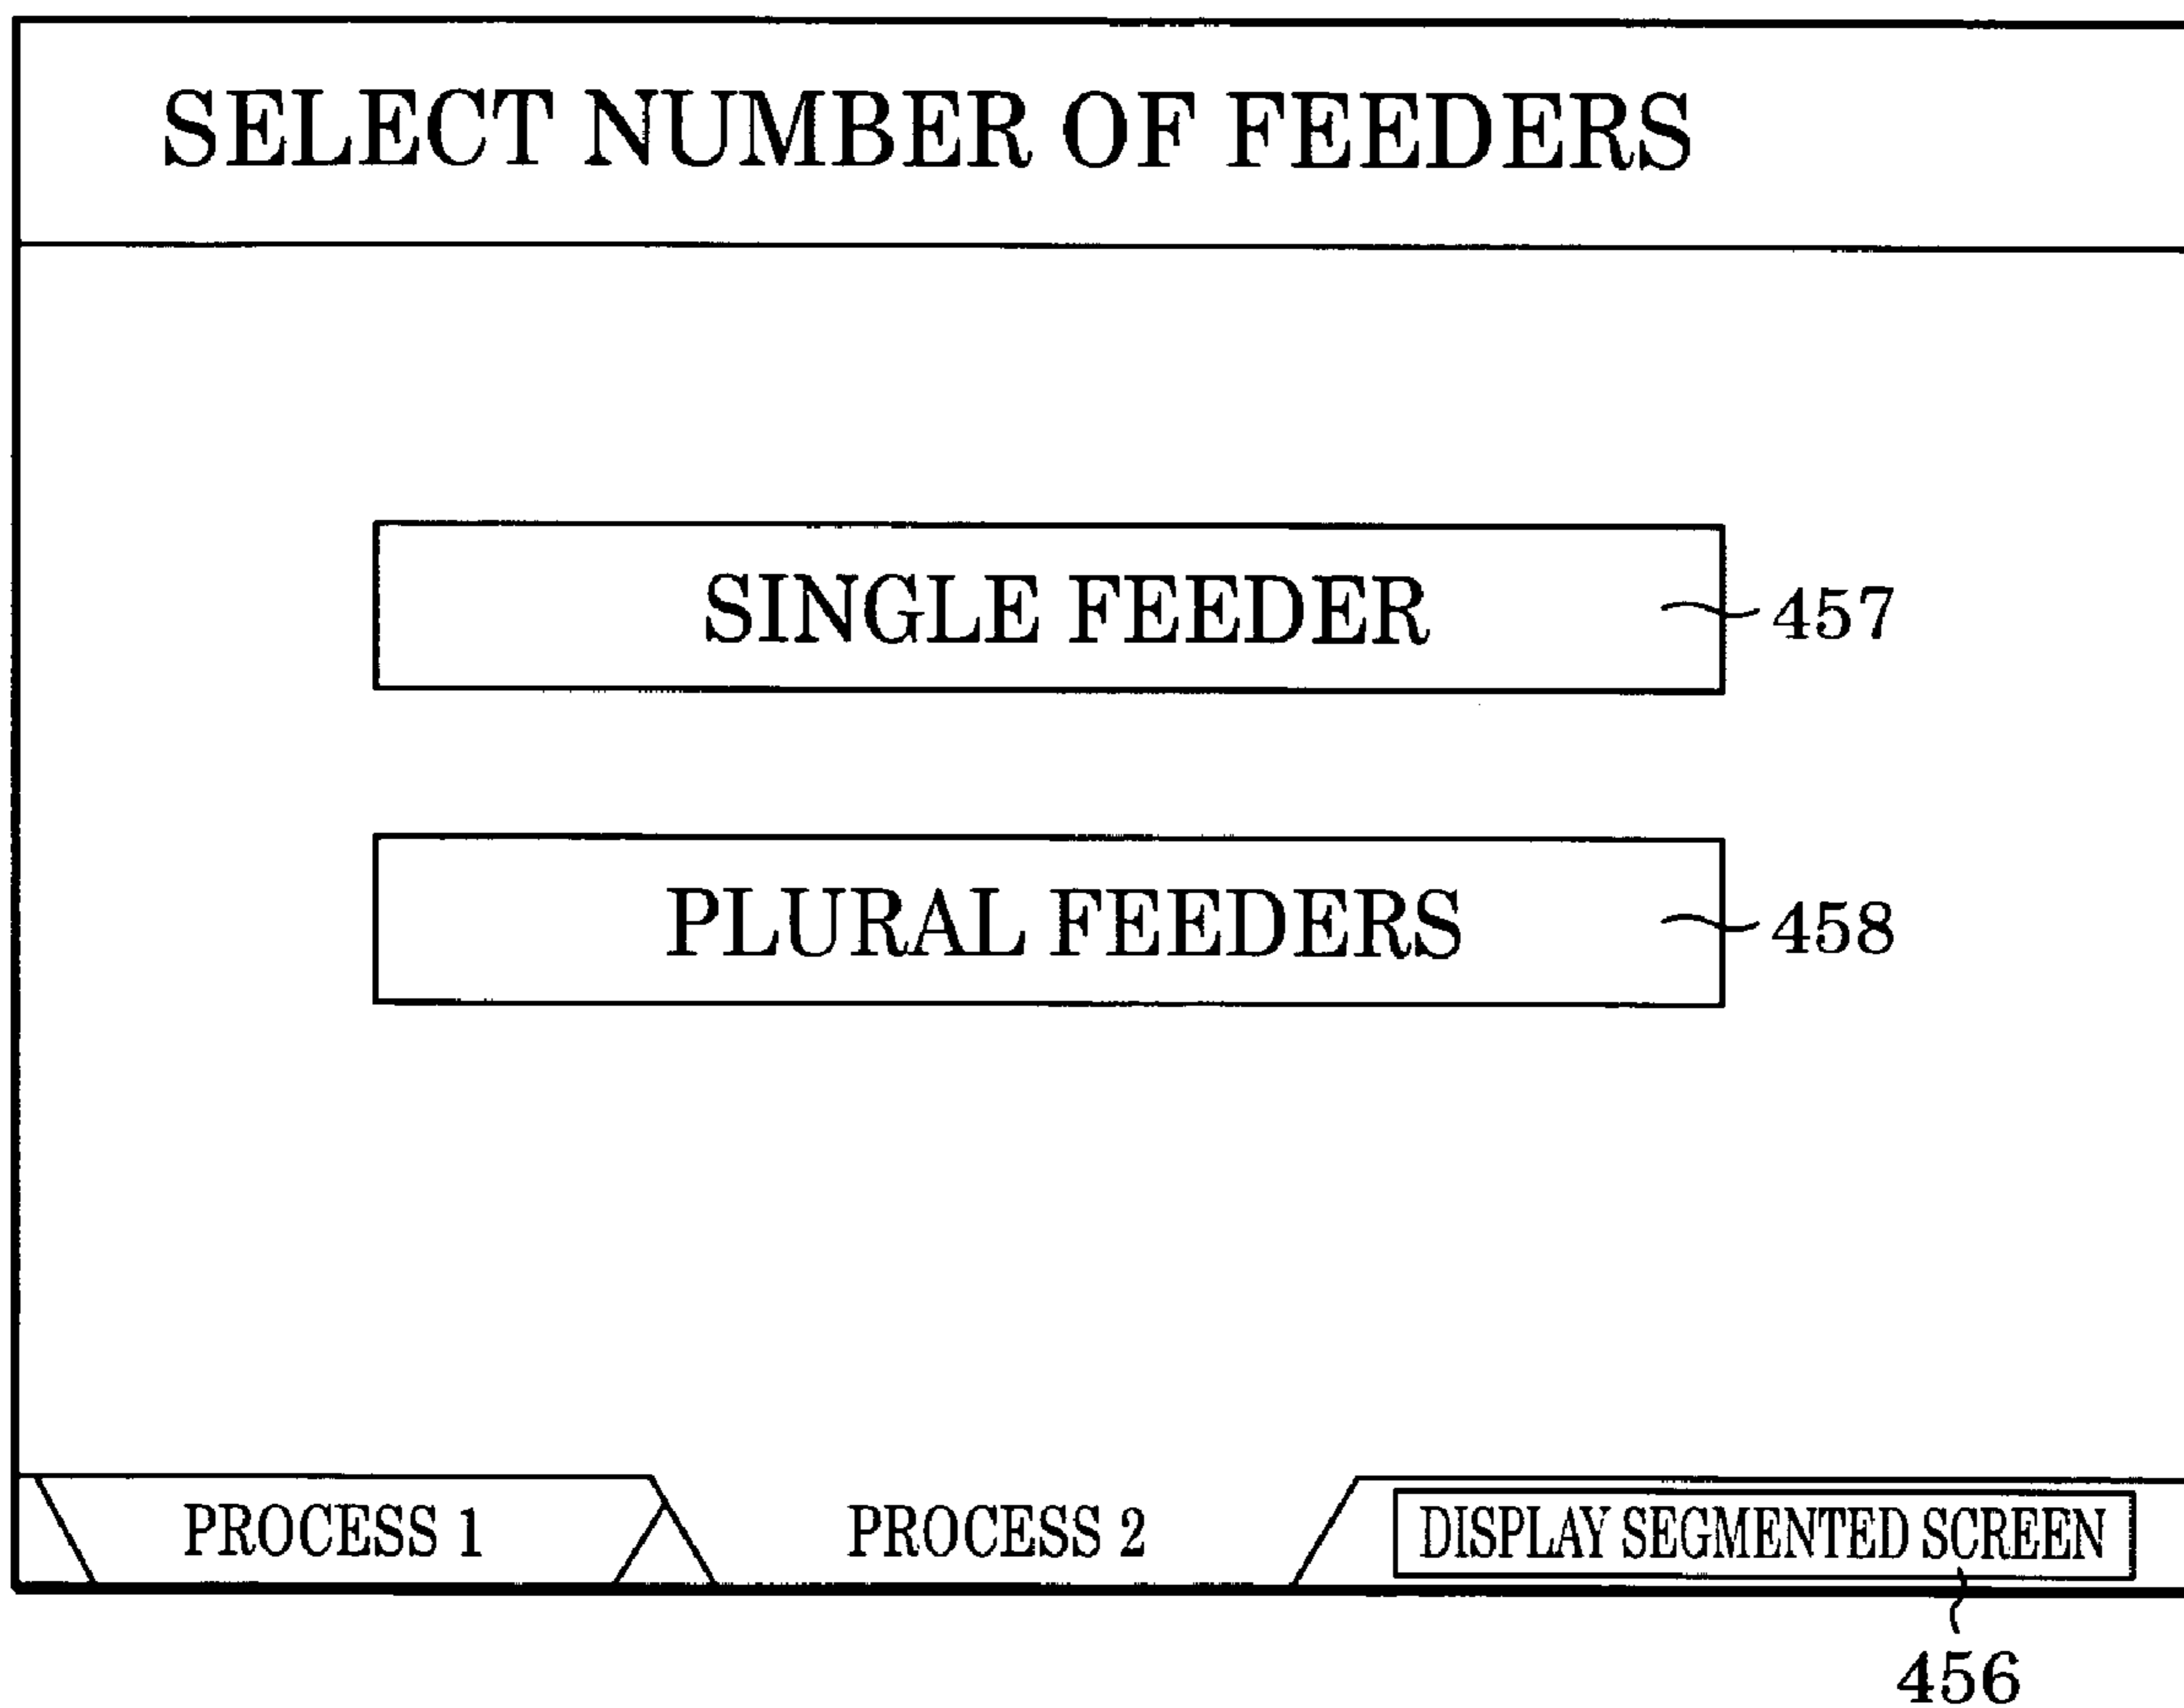 SELECT NUMBER OF FEEDERS
SINGLE FEEDER
457
PLURAL FEEDERS
458
PROCESS 1
PROCESS 2
DISPLAY SEGMENTED SCREEN
456